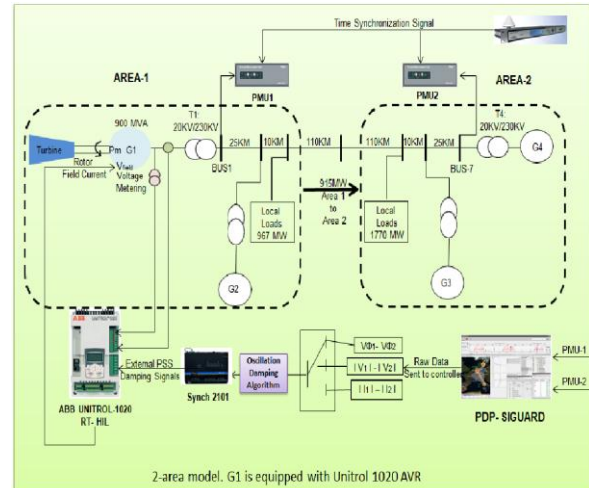 Time Synchronization Signal
AREA-1
PMU1
PMU2
AREA-2
900 MVA
T1:
20KV/230KV
T4:
20KV/230KV
Turbine
Pm
G1
25KM
10KM
110KM
110KM
10KM
25KM
G4
Rotor
Field Current
Voltage
Metering
BUS1
BUS-7
915MW
Area 1
to
Area 2
Local
Loads
967 MW
Local
Loads
1770 MW
G2
G3
ABB
External PSS
Damping Signals
Oscillation
Damping
Algorithm
VΦ1- VΦ2
|V1|-|V2|
|I1|-|I2|
Raw Data
Sent to controller
PMU-1
PMU-2
Synch 2101
ABB UNITROL-1020
RT- HIL
PDP- SIGUARD
2-area model. G1 is equipped with Unitrol 1020 AVR